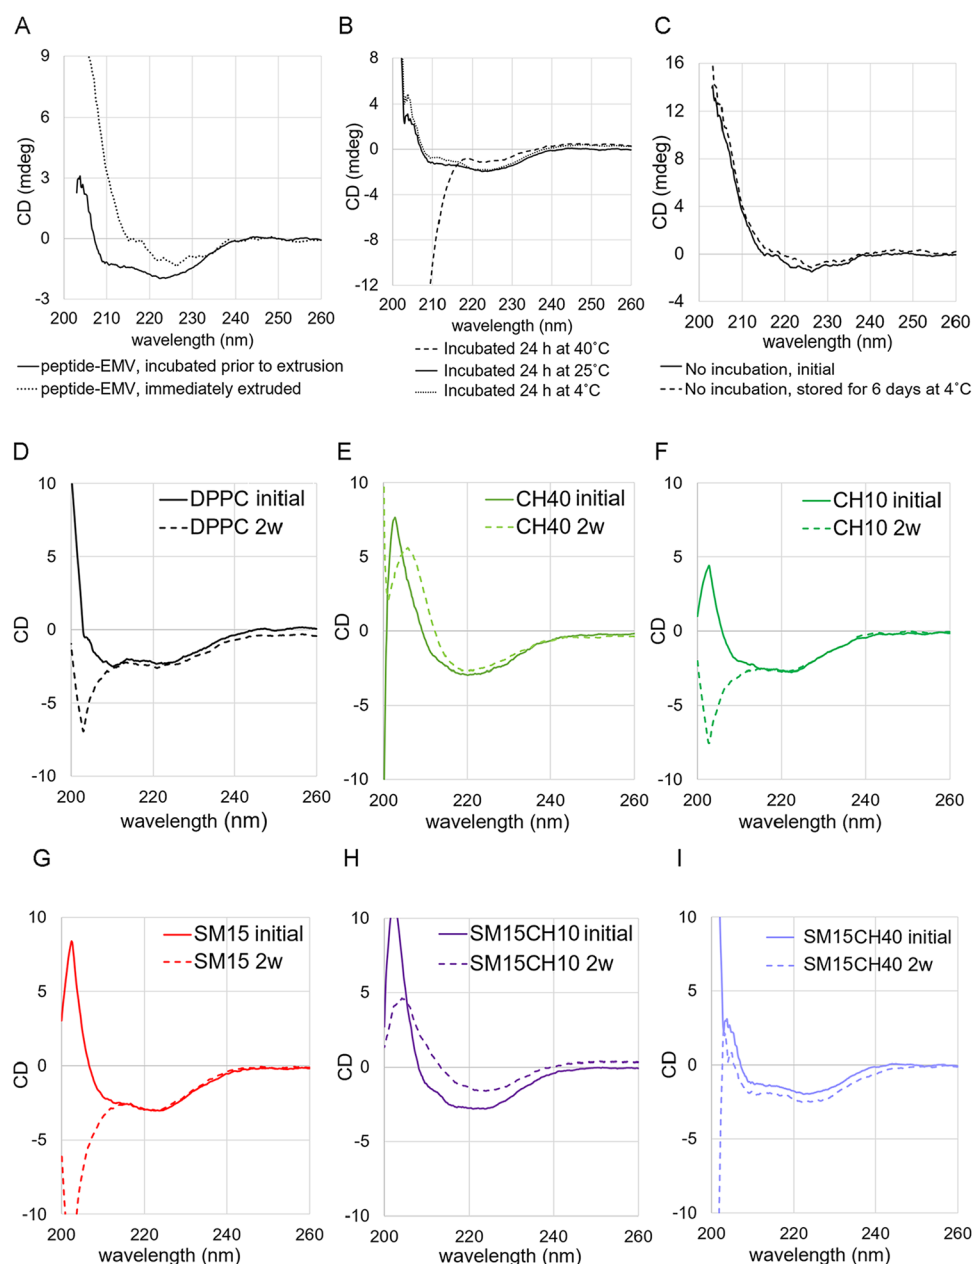 A
B
C
9
6
3
0
-3
CD (mdeg)
200 210 220 230 240 250 260
wavelength (nm)
peptide-EMV, incubated prior to extrusion
peptide-EMV, immediately extruded
8
4
0
-4
-8
-12
CD (mdeg)
200 210 220 230 240 250 260
wavelength (nm)
Incubated 24 h at 40˚C
Incubated 24 h at 25˚C
Incubated 24 h at 4˚C
16
12
8
4
0
-4
CD (mdeg)
200 210 220 230 240 250 260
wavelength (nm)
No incubation, initial
No incubation, stored for 6 days at 4˚C
D
E
F
10
5
0
-5
-10
CD
DPPC initial
DPPC 2w
200 220 240 260
wavelength (nm)
10
5
0
-5
-10
CD
CH40 initial
CH40 2w
200 220 240 260
wavelength (nm)
10
5
0
-5
-10
CD
CH10 initial
CH10 2w
200 220 240 260
wavelength (nm)
G
H
I
10
5
0
-5
-10
CD
SM15 initial
SM15 2w
200 220 240 260
wavelength (nm)
10
5
0
-5
-10
CD
SM15CH10 initial
SM15CH10 2w
200 220 240 260
wavelength (nm)
10
5
0
-5
-10
CD
SM15CH40 initial
SM15CH40 2w
200 220 240 260
wavelength (nm)